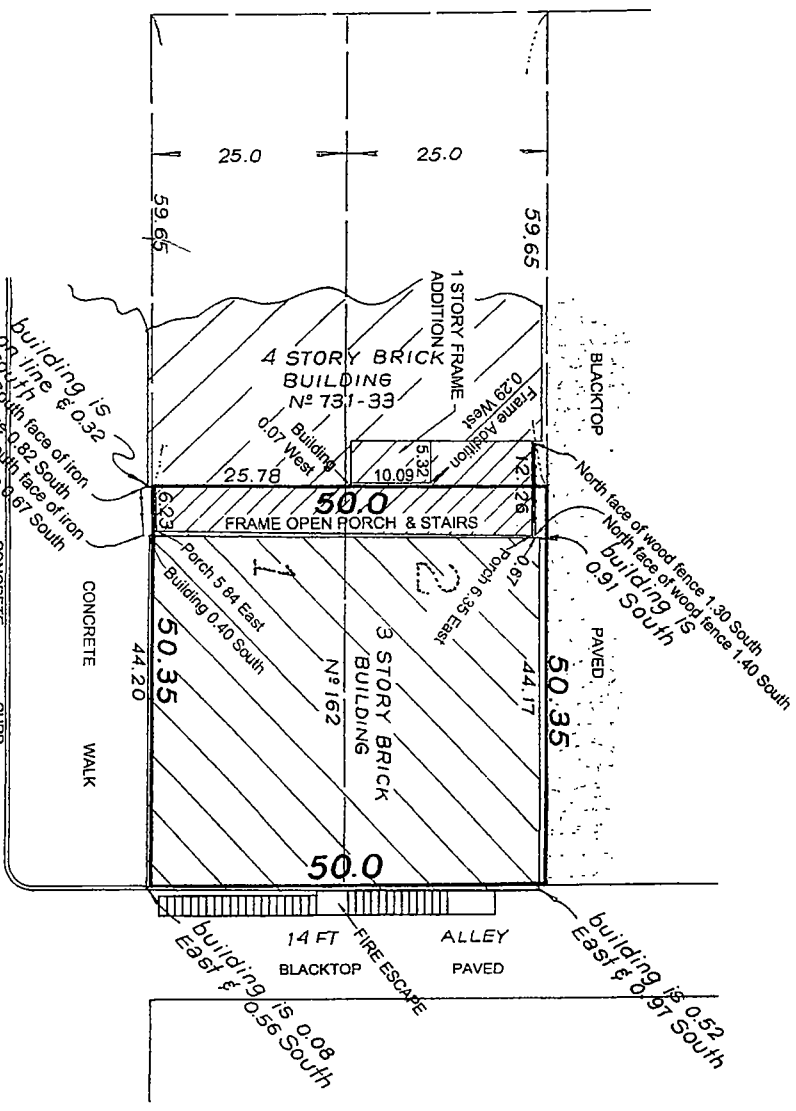 25.0
25.0
59.65
59.65
1 STORY FRAME
ADDITION
BLACKTOP
4 STORY BRICK
BUILDING
Nº 731-33
building is
on line & 0.32
South
South face of iron
0.82 South
South face of iron
0.67 South
Building
0.07 West
Frame Addition
0.29 West
5.32
10.09
12.26
25.78
50.0
6.23
FRAME OPEN PORCH & STAIRS
North face of wood fence 1.30 South
North face of wood fence 1.40 South
building is
0.91 South
0.67
Porch 6.35 East
Porch 5.84 East
Building 0.40 South
1
2
CONCRETE WALK
CONCRETE CURB
50.35
44.20
3 STORY BRICK
BUILDING
Nº 162
44.17
50.35
PAVED
50.0
FIRE ESCAPE
14 FT ALLEY
BLACKTOP PAVED
building is 0.08
East & 0.56 South
building is 0.52
East & 0.97 South